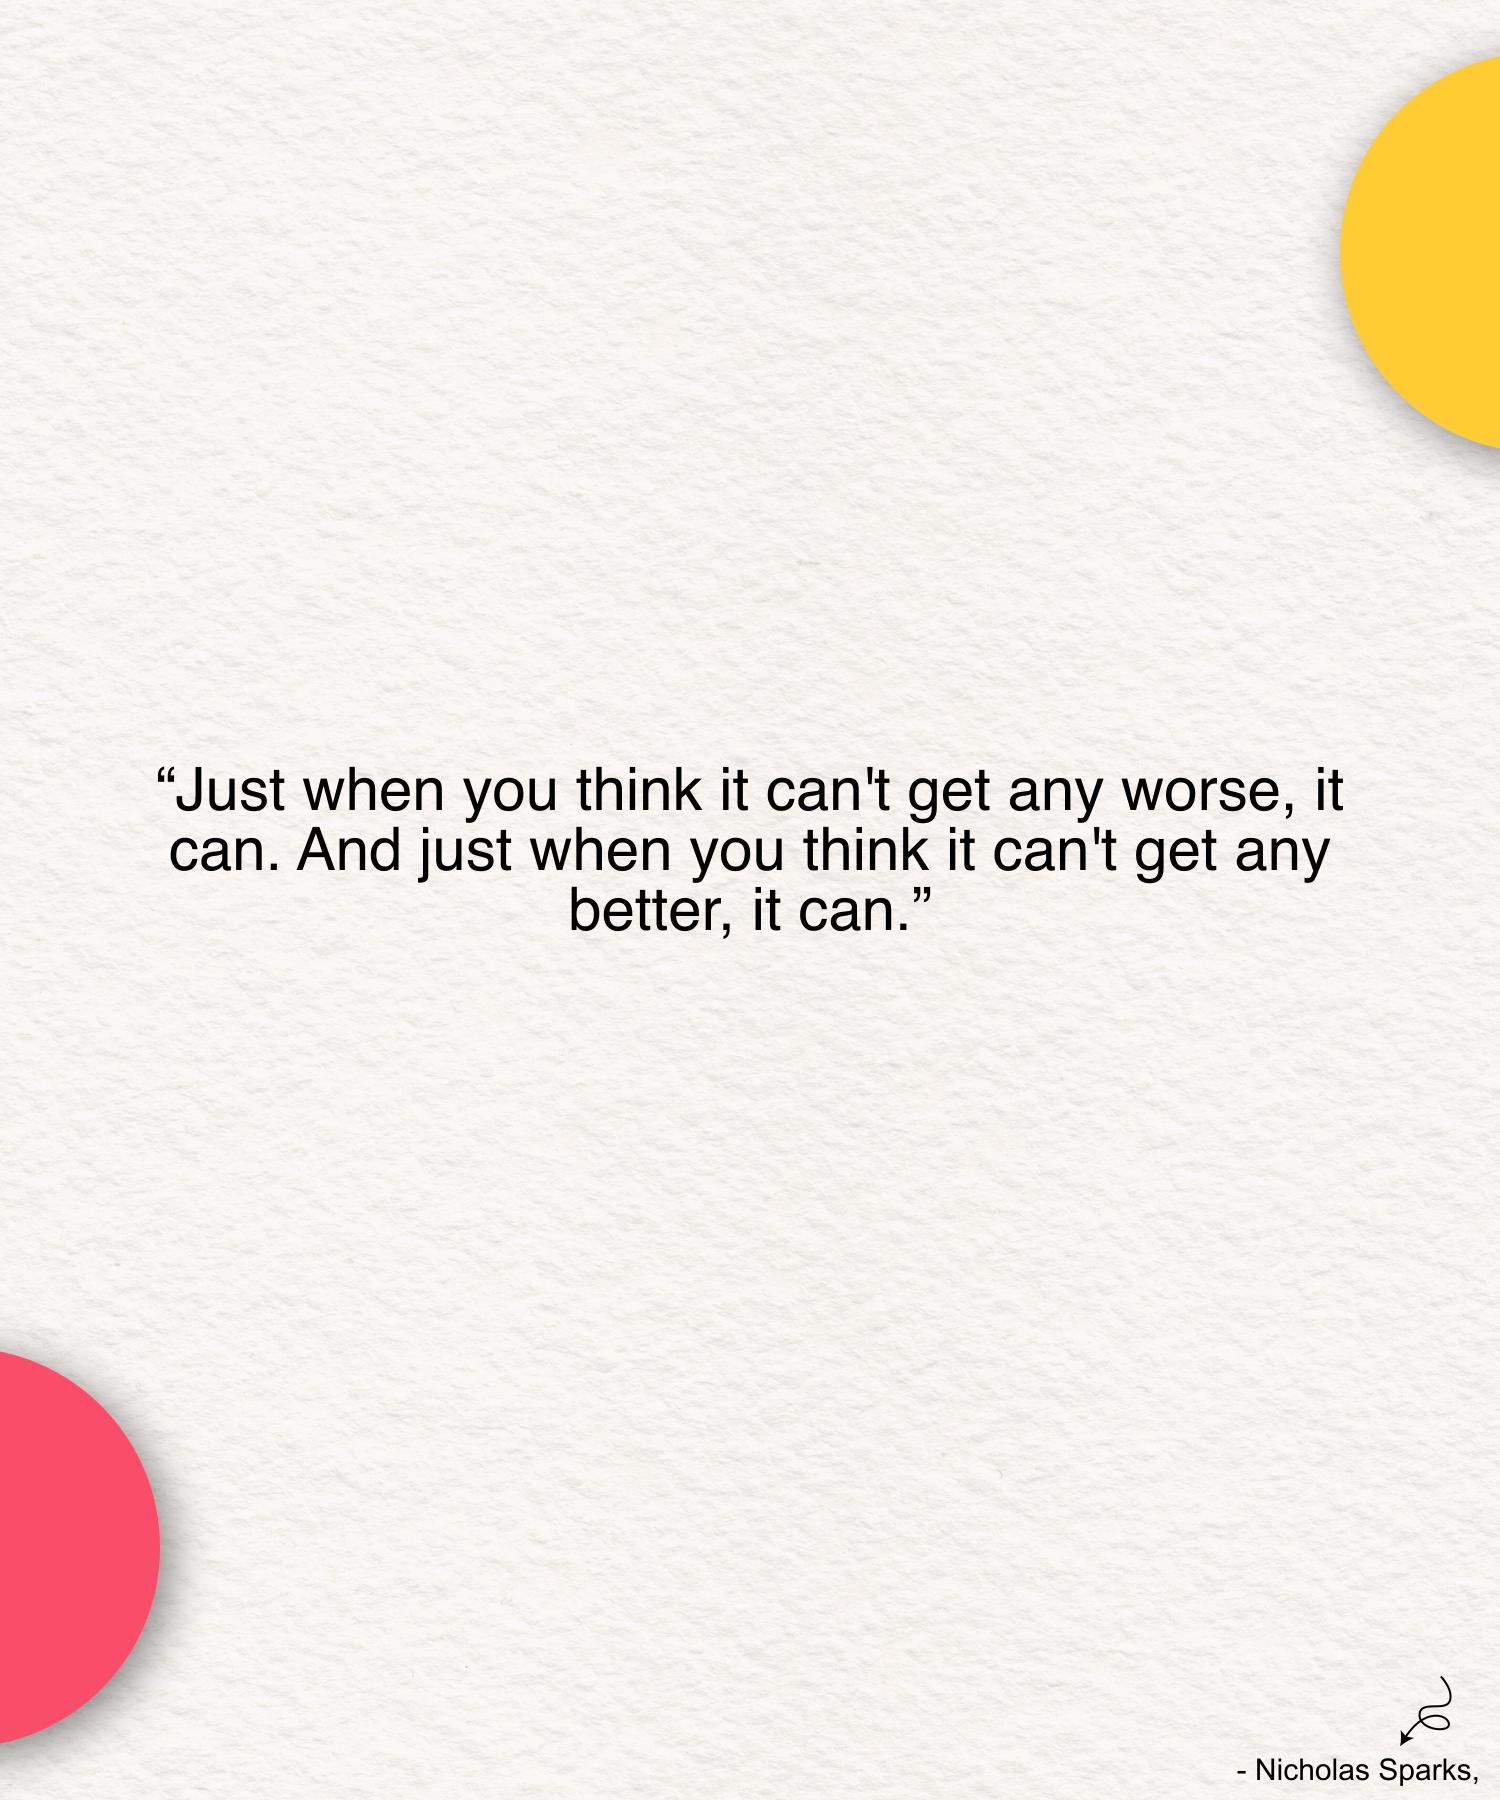 “Just when you think it can't get any worse, it
can. And just when you think it can't get any
better, it can.”
- Nicholas Sparks,